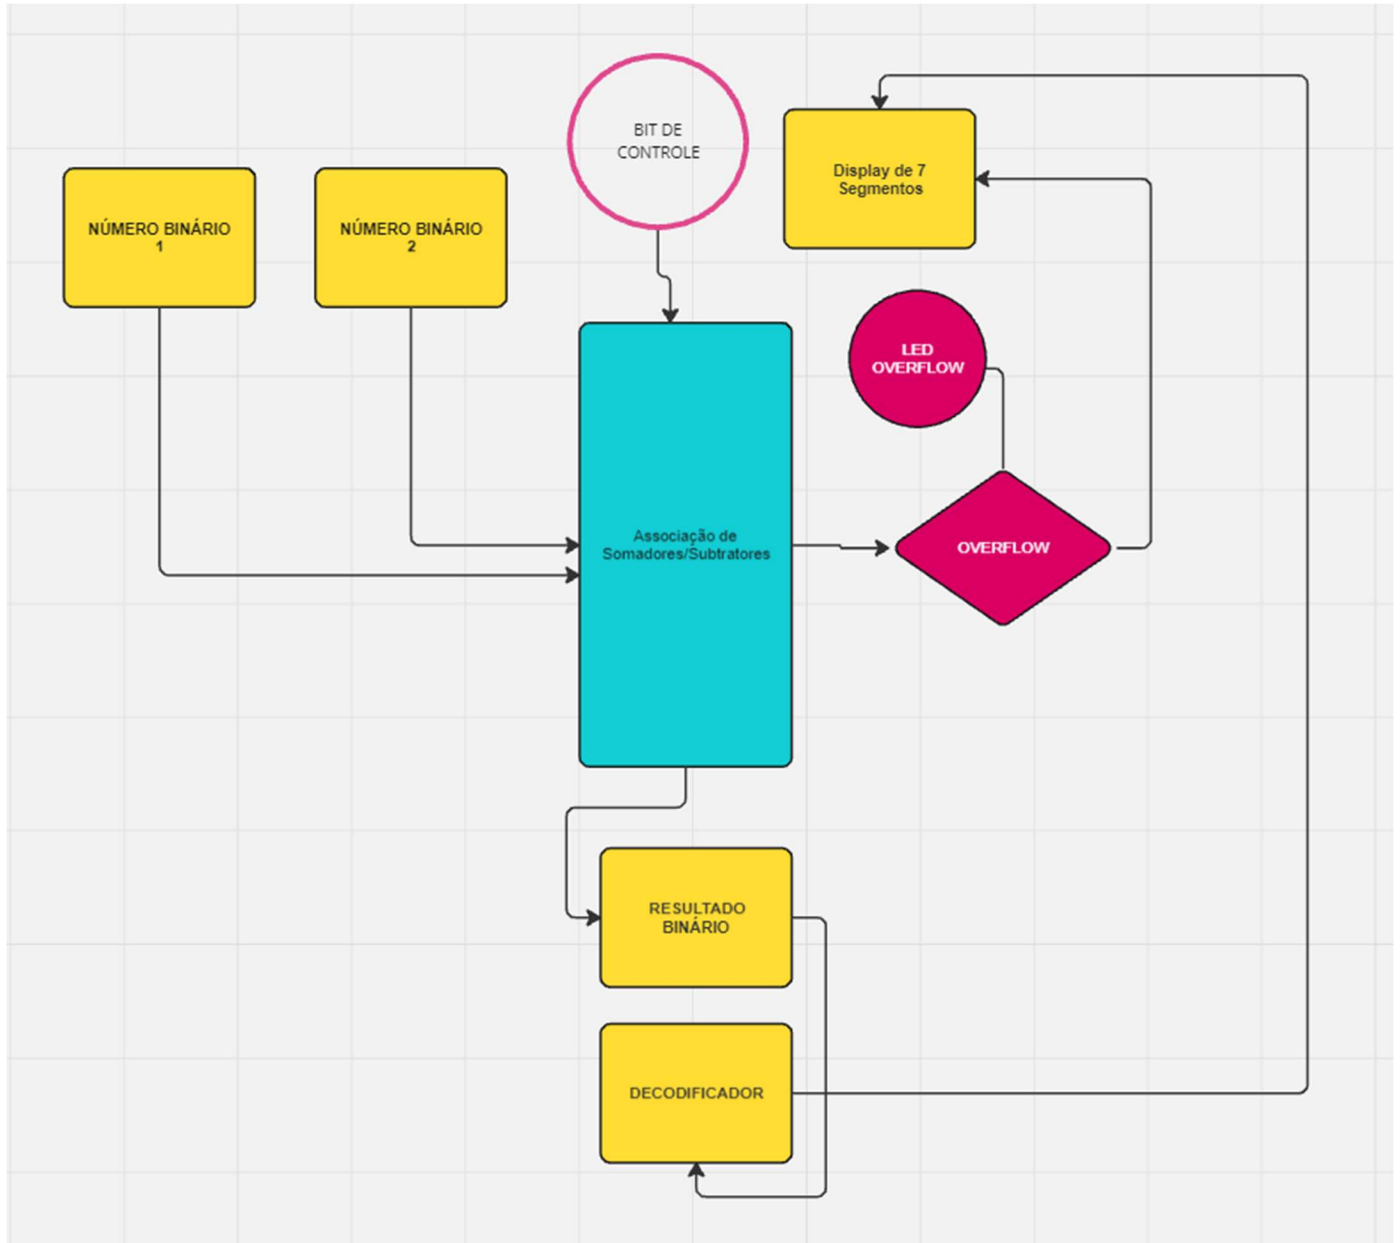 BIT DE
CONTROLE
Display de 7
Segmentos
NÚMERO BINÁRIO
1
NÚMERO BINÁRIO
2
LED
OVERFLOW
Associação de
Somadores/Subtratores
OVERFLOW
RESULTADO
BINÁRIO
DECODIFICADOR